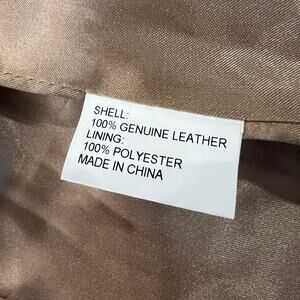 SHELL:
100% GENUINE LEATHER
LINING:
100% POLYESTER
MADE IN CHINA